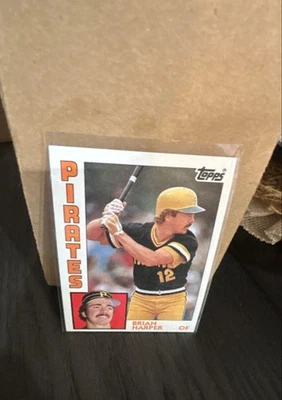 Topps
PIRATES
12
P
BRIAN
HARPER OF